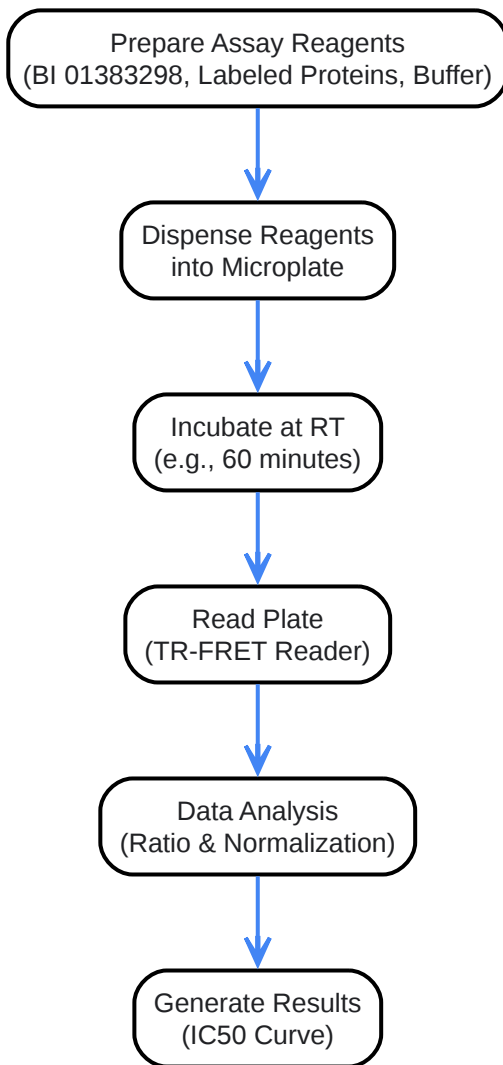 Prepare Assay Reagents
(BI 01383298, Labeled Proteins, Buffer)
Dispense Reagents
into Microplate
Incubate at RT
(e.g., 60 minutes)
Read Plate
(TR-FRET Reader)
Data Analysis
(Ratio & Normalization)
Generate Results
(IC50 Curve)